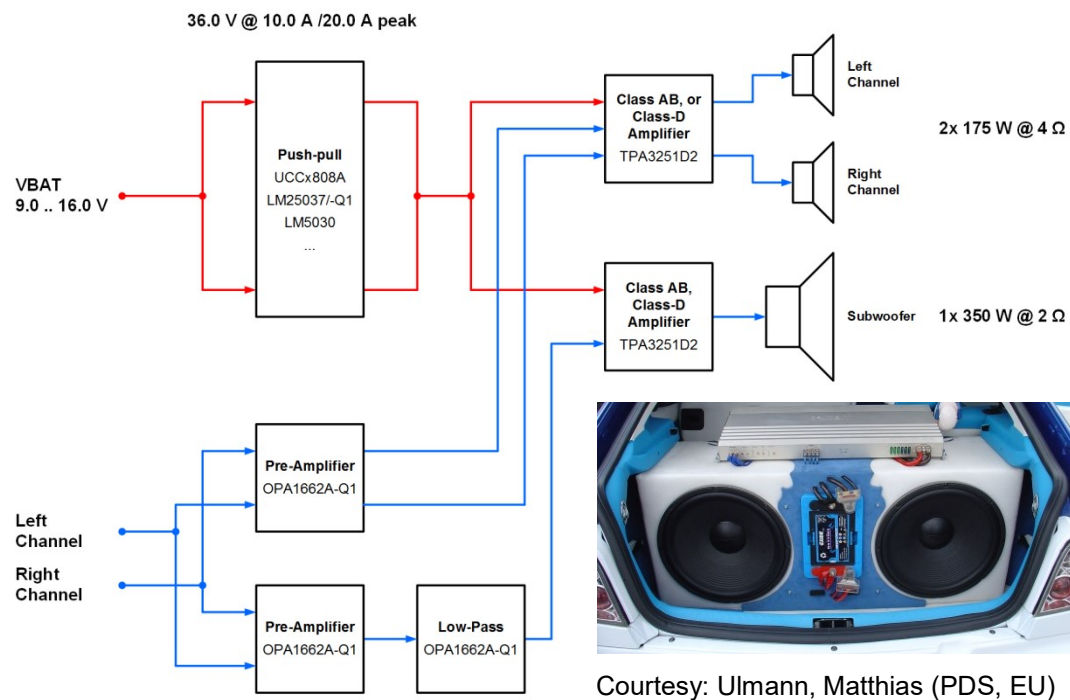 36.0 V @ 10.0 A /20.0 A peak
VBAT
9.0 .. 16.0 V
Push-pull
UCCx808A
LM25037/-Q1
LM5030
...
Class AB, or
Class-D
Amplifier
TPA3251D2
Left
Channel
Right
Channel
2x 175 W @ 4 Ω
Class AB,
Class-D
Amplifier
TPA3251D2
Subwoofer
1x 350 W @ 2 Ω
Left
Channel
Right
Channel
Pre-Amplifier
OPA1662A-Q1
Pre-Amplifier
OPA1662A-Q1
Low-Pass
OPA1662A-Q1
Courtesy: Ulmann, Matthias (PDS, EU)